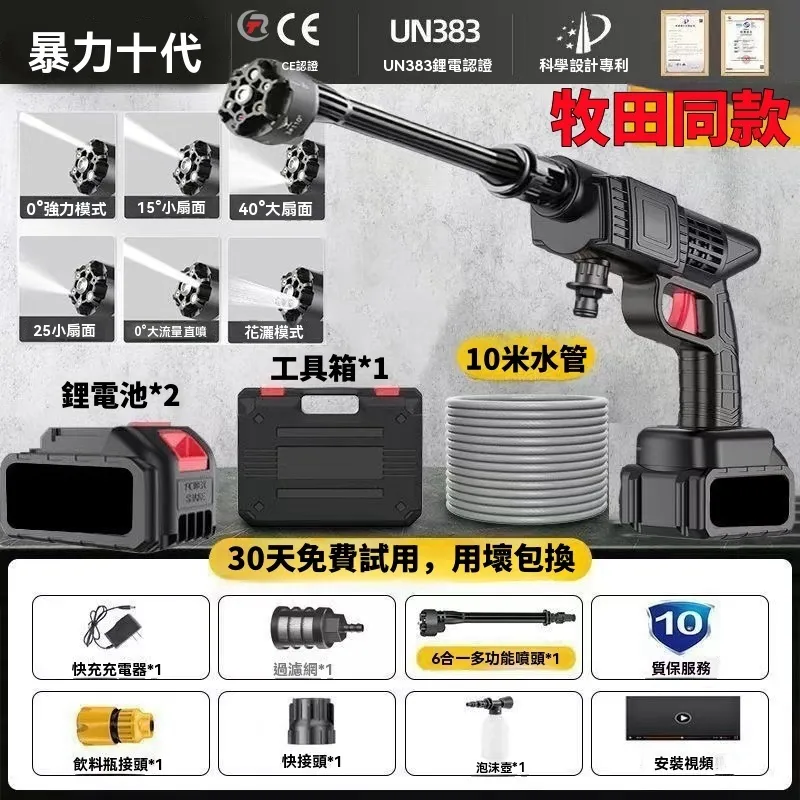 暴力十代
CE
CE認證
UN383
UN383鋰電認證
科學設計專利
牧田同款
0°強力模式
15°小扇面
40°大扇面
25小扇面
0°大流量直噴
花灑模式
鋰電池*2
工具箱*1
10米水管
POWER
SHARE
30天免費試用，用壞包換
快充充電器*1
過濾網*1
6合一多功能噴頭*1
10
質保服務
飲料瓶接頭*1
快接頭*1
泡沫壺*1
安裝視頻